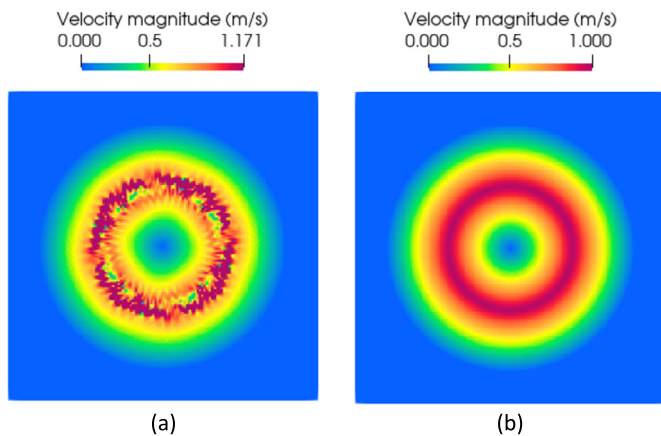 Velocity magnitude (m/s)
0.000 0.5 1.171
Velocity magnitude (m/s)
0.000 0.5 1.000
(a)
(b)